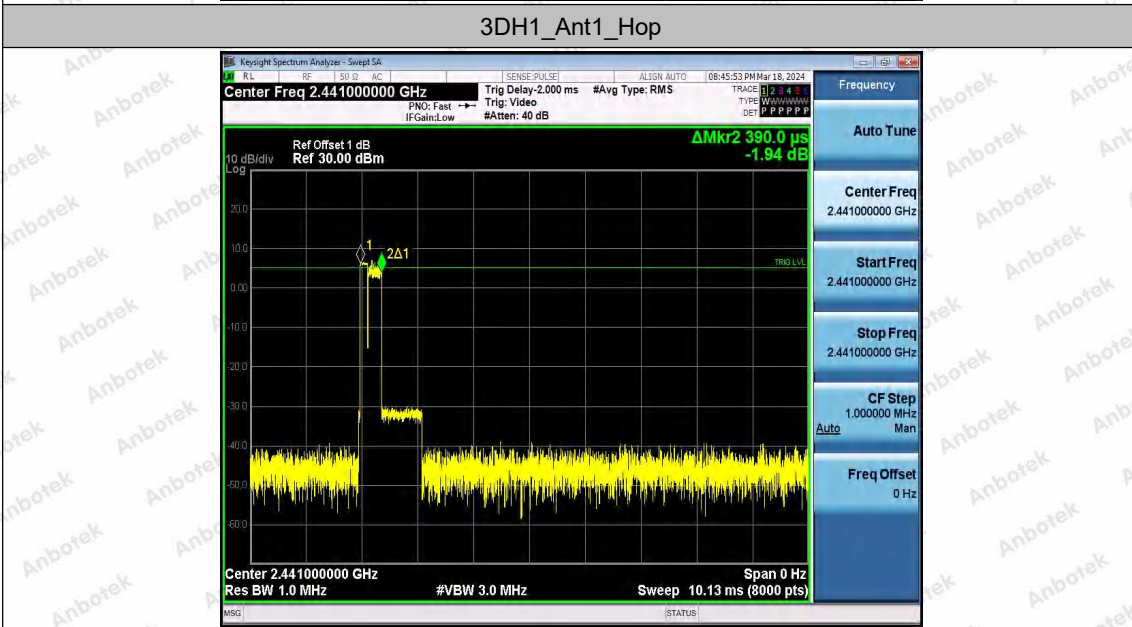 3DH1_Ant1_Hop
Keysight Spectrum Analyzer - Swept SA
LXI RL RF 50 Ω AC SENSE:PULSE ALIGN AUTO 08:45:53 PM Mar 18, 2024
Center Freq 2.441000000 GHz
PNO: Fast
IFGain:Low
Trig Delay-2.000 ms
Trig: Video
#Atten: 40 dB
#Avg Type: RMS
TRACE 1 2 3 4 5 6
TYPE WWWWWW
DET P P P P P P
Frequency
Auto Tune
Center Freq
2.441000000 GHz
Start Freq
2.441000000 GHz
Stop Freq
2.441000000 GHz
CF Step
1.000000 MHz
Auto Man
Freq Offset
0 Hz
ΔMkr2 390.0 µs
-1.94 dB
Ref Offset 1 dB
10 dB/div Ref 30.00 dBm
Log
20.0
10.0
0.00
-10.0
-20.0
-30.0
-40.0
-50.0
-60.0
1
2Δ1
TRIG LVL
Center 2.441000000 GHz Span 0 Hz
Res BW 1.0 MHz #VBW 3.0 MHz Sweep 10.13 ms (8000 pts)
MSG STATUS
Anbotek